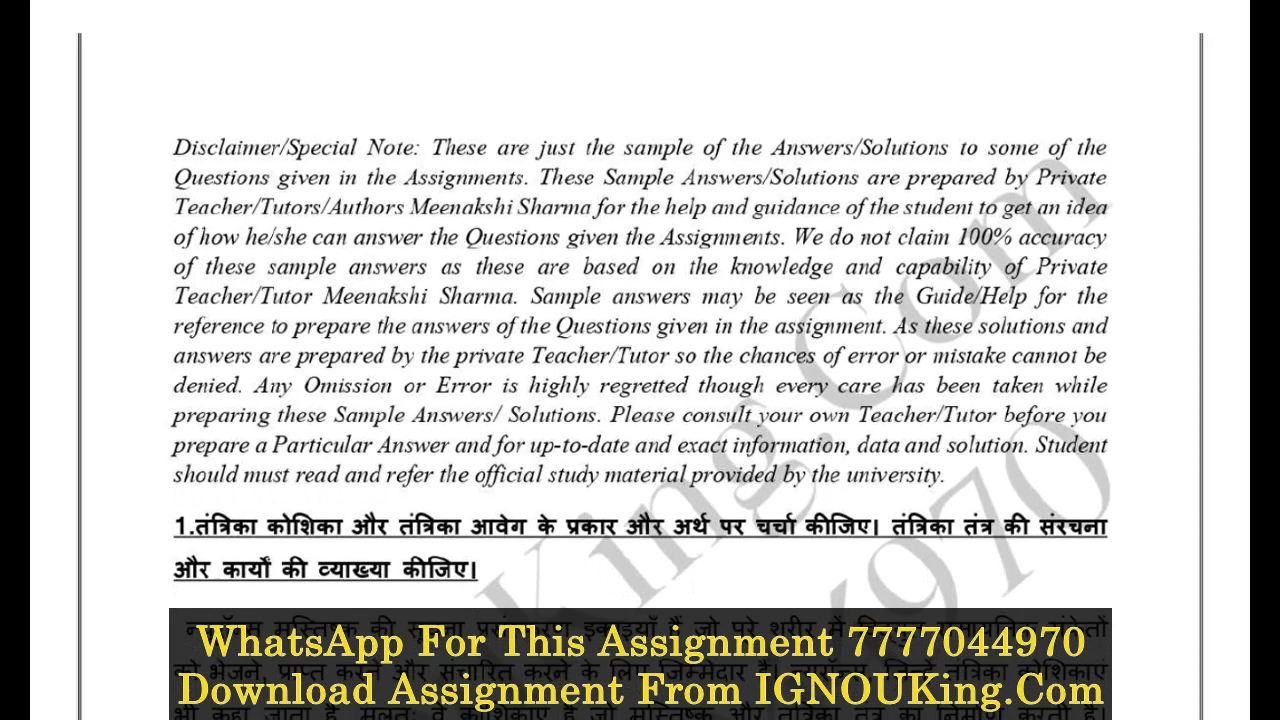 Disclaimer/Special Note: These are just the sample of the Answers/Solutions to some of the
Questions given in the Assignments. These Sample Answers/Solutions are prepared by Private
Teacher/Tutors/Authors Meenakshi Sharma for the help and guidance of the student to get an idea
of how he/she can answer the Questions given the Assignments. We do not claim 100% accuracy
of these sample answers as these are based on the knowledge and capability of Private
Teacher/Tutor Meenakshi Sharma. Sample answers may be seen as the Guide/Help for the
reference to prepare the answers of the Questions given in the assignment. As these solutions and
answers are prepared by the private Teacher/Tutor so the chances of error or mistake cannot be
denied. Any Omission or Error is highly regretted though every care has been taken while
preparing these Sample Answers/ Solutions. Please consult your own Teacher/Tutor before you
prepare a Particular Answer and for up-to-date and exact information, data and solution. Student
should must read and refer the official study material provided by the university.
1.तंत्रिका कोशिका और तंत्रिका आवेग के प्रकार और अर्थ पर चर्चा कीजिए। तंत्रिका तंत्र की संरचना
और कार्यों की व्याख्या कीजिए।
WhatsApp For This Assignment 7777044970
Download Assignment From IGNOUKing.Com
King.Com
970